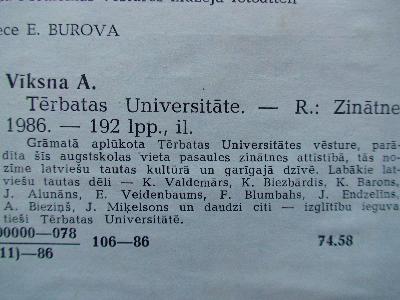 ece E. BUROVA
Vīksna A.
Tērbatas Universitāte. — R.: Zinātne
1986. — 192 lpp., il.
Grāmatā aplūkota Tērbatas Universitātes vēsture, parā-
dīta šīs augstskolas vieta pasaules zinātnes attīstībā, tās no-
zīme latviešu tautas kultūrā un garīgajā dzīvē. Labākie lat-
viešu tautas dēli — K. Valdemārs, K. Biezbārdis, K. Barons,
J. Alunāns, E. Veidenbaums, F. Blumbahs, J. Endzelīns,
A. Bieziņš, J. Miķelsons un daudzi citi — izglītību ieguva
tieši Tērbatas Universitātē.
00000—078
11)—86
106—86
74.58